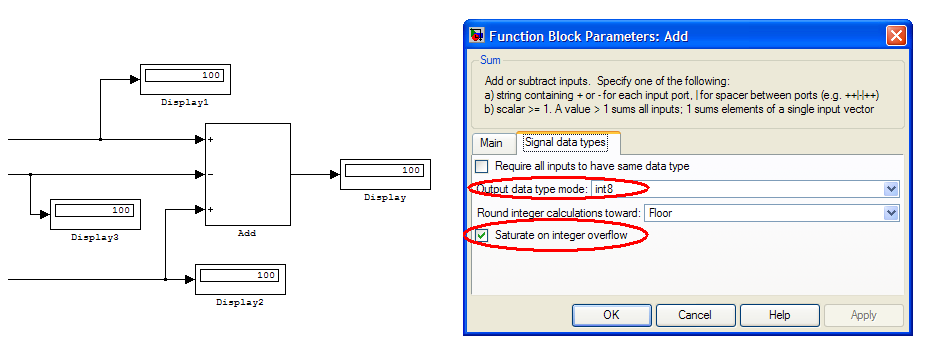 100
Display1
+
−
+
Add
100
Display
100
Display3
100
Display2
Function Block Parameters: Add
Sum
Add or subtract inputs. Specify one of the following:
a) string containing + or - for each input port, | for spacer between ports (e.g. ++|-|++)
b) scalar >= 1. A value > 1 sums all inputs; 1 sums elements of a single input vector
Main
Signal data types
Require all inputs to have same data type
Output data type mode: int8
Round integer calculations toward: Floor
Saturate on integer overflow
OK
Cancel
Help
Apply